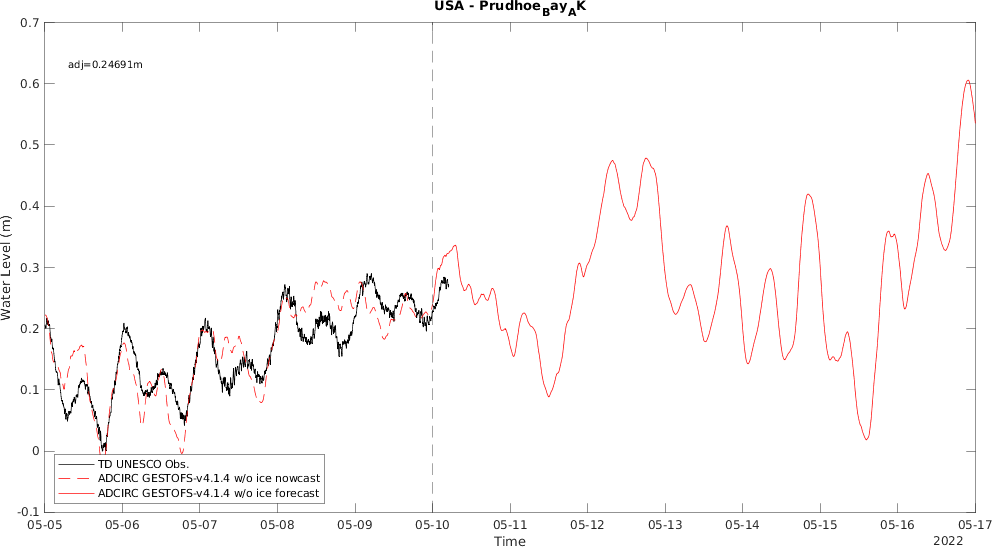 USA - Prudhoe_Bay_AK
adj=0.24691m
0.7
0.6
0.5
0.4
0.3
0.2
0.1
0
-0.1
Water Level (m)
TD UNESCO Obs.
ADCIRC GESTOFS-v4.1.4 w/o ice nowcast
ADCIRC GESTOFS-v4.1.4 w/o ice forecast
05-05 05-06 05-07 05-08 05-09 05-10 05-11 05-12 05-13 05-14 05-15 05-16 05-17
Time
2022